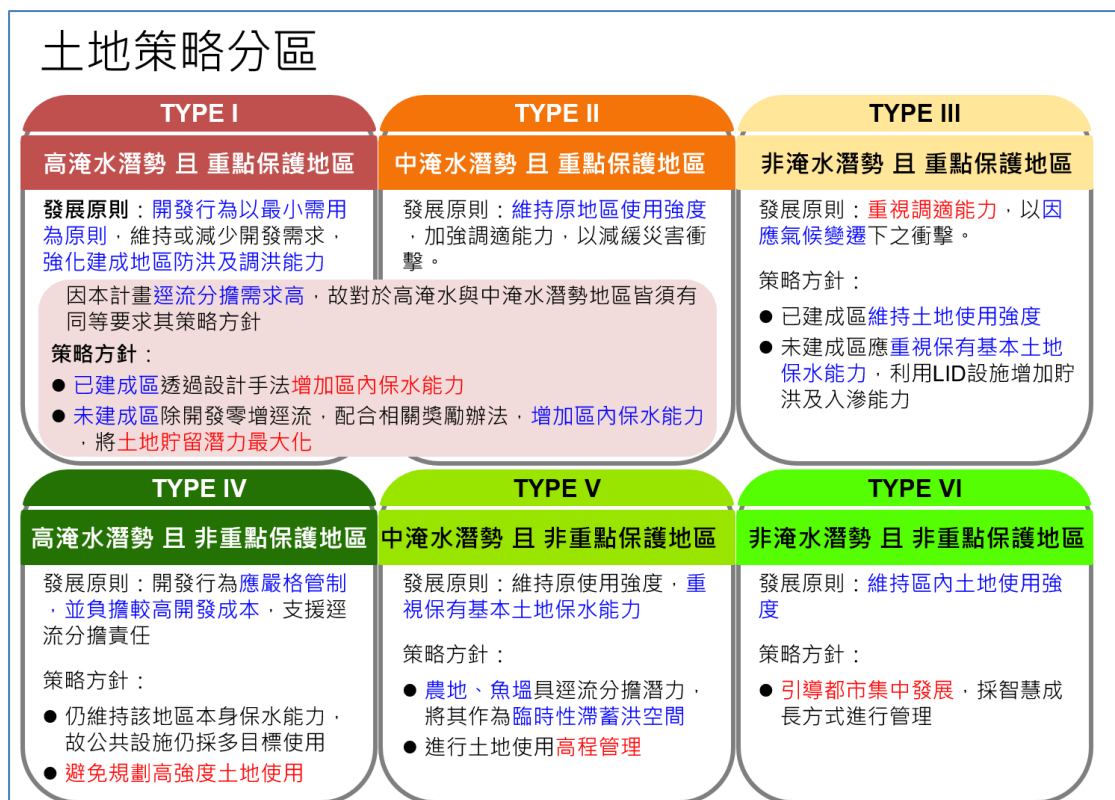 土地策略分區
TYPE I
高淹水潛勢 且 重點保護地區
發展原則：開發行為以最小需用
為原則，維持或減少開發需求，
強化建成地區防洪及調洪能力
TYPE II
中淹水潛勢 且 重點保護地區
發展原則：維持原地區使用強度
，加強調適能力，以減緩災害衝
擊。
因本計畫逕流分擔需求高，故對於高淹水與中淹水潛勢地區皆須有
同等要求其策略方針
策略方針：
● 已建成區透過設計手法增加區內保水能力
● 未建成區除開發零增逕流，配合相關獎勵辦法，增加區內保水能力
，將土地貯留潛力最大化
TYPE III
非淹水潛勢 且 重點保護地區
發展原則：重視調適能力，以因
應氣候變遷下之衝擊。
策略方針：
● 已建成區維持土地使用強度
● 未建成區應重視保有基本土地
保水能力，利用LID設施增加貯
洪及入滲能力
TYPE IV
高淹水潛勢 且 非重點保護地區
發展原則：開發行為應嚴格管制
，並負擔較高開發成本，支援逕
流分擔責任
策略方針：
● 仍維持該地區本身保水能力，
故公共設施仍採多目標使用
● 避免規劃高強度土地使用
TYPE V
中淹水潛勢 且 非重點保護地區
發展原則：維持原使用強度，重
視保有基本土地保水能力
策略方針：
● 農地、魚塭具逕流分擔潛力，
將其作為臨時性滯蓄洪空間
● 進行土地使用高程管理
TYPE VI
非淹水潛勢 且 非重點保護地區
發展原則：維持區內土地使用強
度
策略方針：
● 引導都市集中發展，採智慧成
長方式進行管理